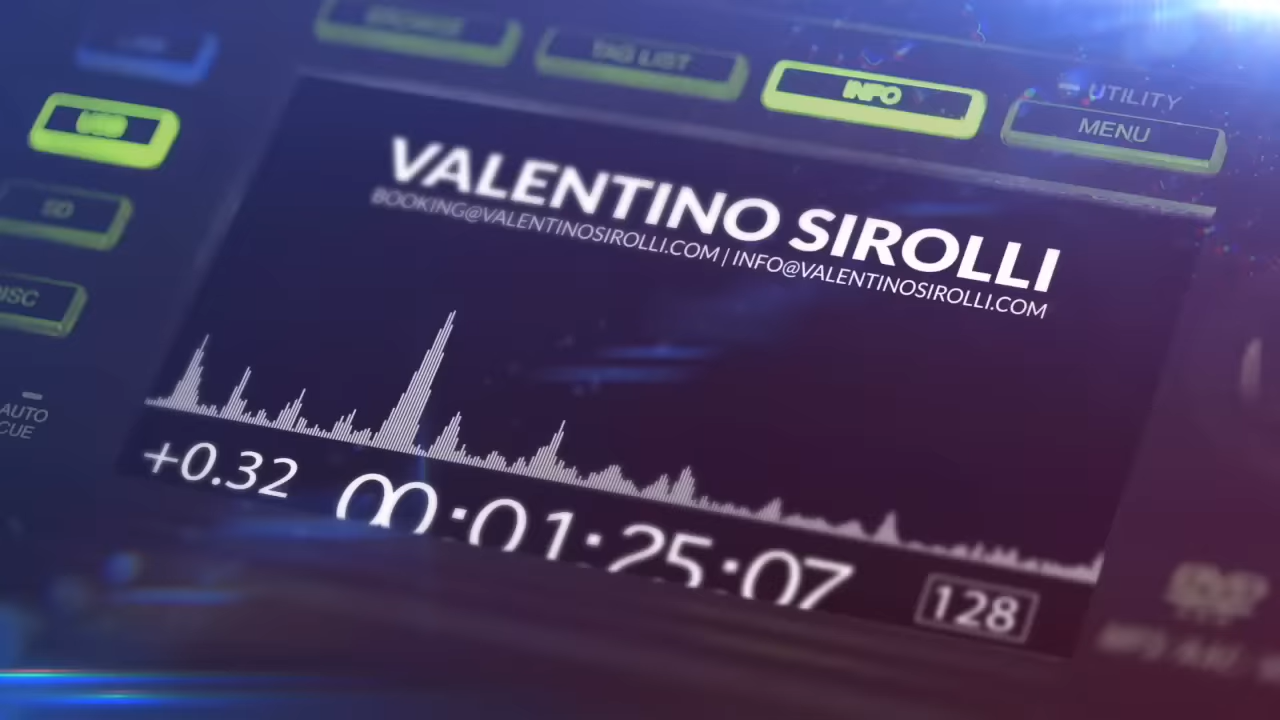 TAG LIST
INFO
UTILITY
MENU
USB
SD
DISC
AUTO
CUE
VALENTINO SIROLLI
BOOKING@VALENTINOSIROLLI.COM | INFO@VALENTINOSIROLLI.COM
+0.32
00:01:25:07
128